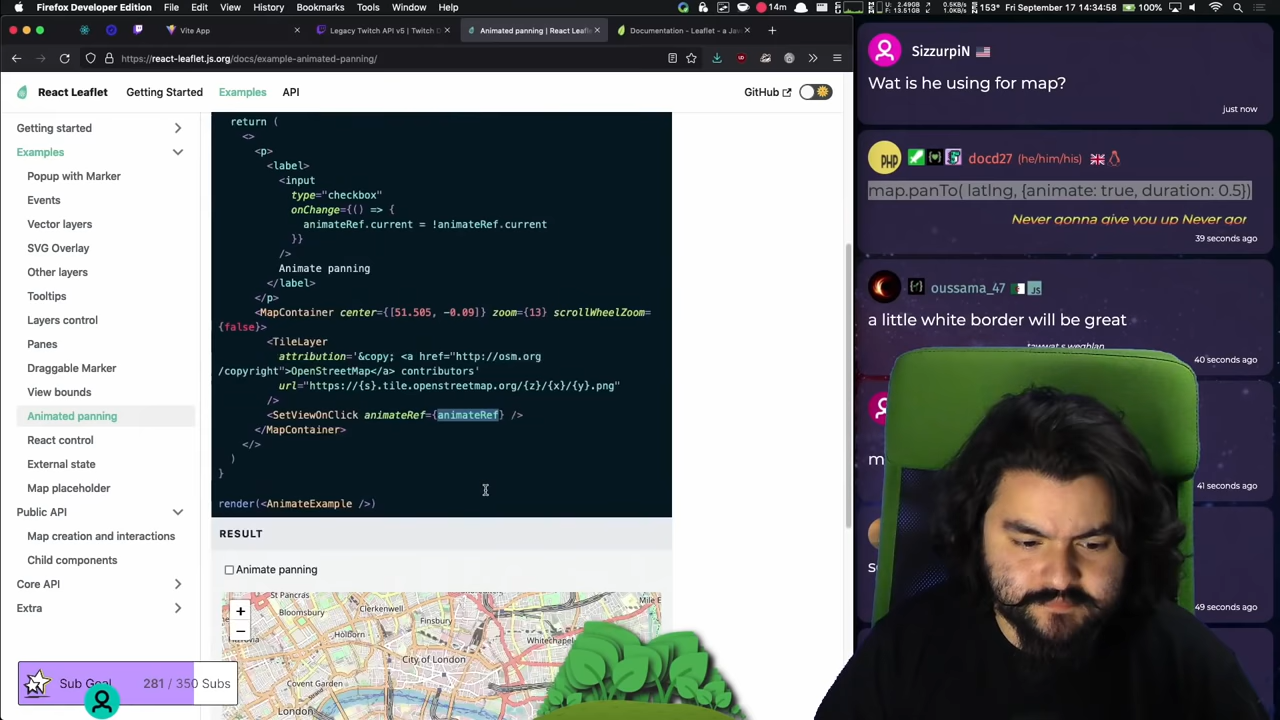 Firefox Developer Edition File Edit View History Bookmarks Tools Window Help
14m
153° Fri September 17 14:34:58 100%
Vite App
Legacy Twitch API v5 | Twitch D
Animated panning | React Leafle
Documentation - Leaflet - a Jav
https://react-leaflet.js.org/docs/example-animated-panning/
React Leaflet Getting Started Examples API GitHub
Getting started
Examples
Popup with Marker
Events
Vector layers
SVG Overlay
Other layers
Tooltips
Layers control
Panes
Draggable Marker
View bounds
Animated panning
React control
External state
Map placeholder
Public API
Map creation and interactions
Child components
Core API
Extra
return (
<>
<p>
<label>
<input
type="checkbox"
onChange={() => {
animateRef.current = !animateRef.current
}}
/>
Animate panning
</label>
</p>
<MapContainer center={[51.505, -0.09]} zoom={13} scrollWheelZoom=
{false}>
<TileLayer
attribution='&copy; <a href="http://osm.org
/copyright">OpenStreetMap</a> contributors'
url="https://{s}.tile.openstreetmap.org/{z}/{x}/{y}.png"
/>
<SetViewOnClick animateRef={animateRef} />
</MapContainer>
</>
)
}
render(<AnimateExample />)
RESULT
Animate panning
+
−
St Pancras
Bloomsbury
Clerkenwell
Finsbury
Holborn
Whitechapel
Mile E
City of London
Covent Garden
London
Sub Goal 281 / 350 Subs
SizzurpiN
Wat is he using for map?
just now
PHP
docd27 (he/him/his)
map.panTo( latlng, {animate: true, duration: 0.5})
Never gonna give you up Never gor
39 seconds ago
oussama_47 JS
a little white border will be great
40 seconds ago
m
41 seconds ago
49 seconds ago